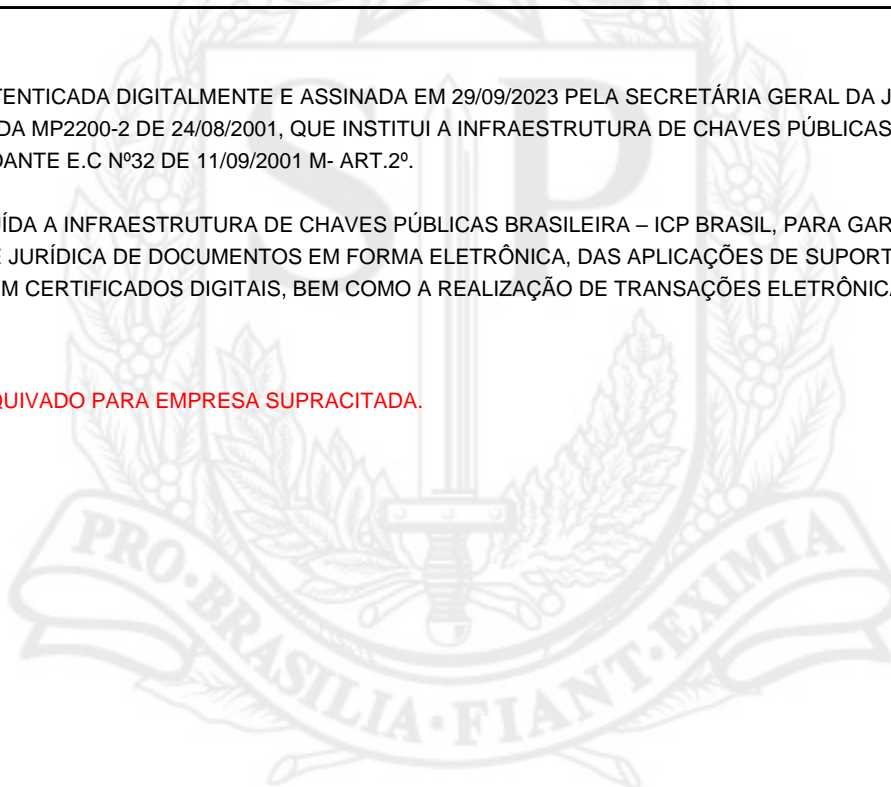 TENTICADA DIGITALMENTE E ASSINADA EM 29/09/2023 PELA SECRETÁRIA GERAL DA J
DA MP2200-2 DE 24/08/2001, QUE INSTITUI A INFRAESTRUTURA DE CHAVES PÚBLICAS
DANTE E.C Nº32 DE 11/09/2001 M- ART.2º.
ÍDA A INFRAESTRUTURA DE CHAVES PÚBLICAS BRASILEIRA – ICP BRASIL, PARA GAR
E JURÍDICA DE DOCUMENTOS EM FORMA ELETRÔNICA, DAS APLICAÇÕES DE SUPORT
M CERTIFICADOS DIGITAIS, BEM COMO A REALIZAÇÃO DE TRANSAÇÕES ELETRÔNICA
QUIVADO PARA EMPRESA SUPRACITADA.
SP
PRO·BRASILIA·FIANT·EXIMIA